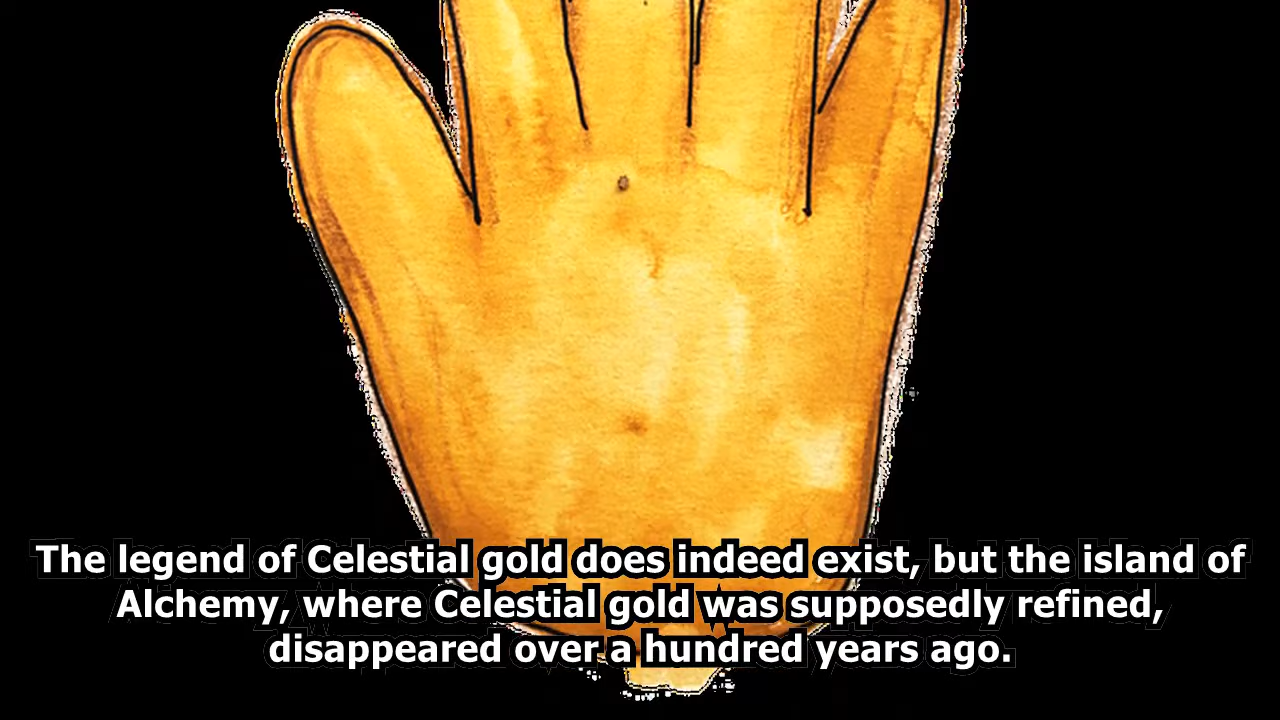 The legend of Celestial gold does indeed exist, but the island of
Alchemy, where Celestial gold was supposedly refined,
disappeared over a hundred years ago.